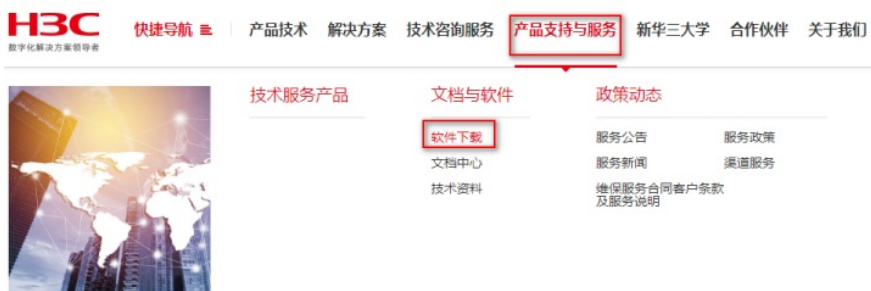 H3C
数字化解决方案领导者
快捷导航
产品技术 解决方案 技术咨询服务 产品支持与服务 新华三大学 合作伙伴 关于我们
技术服务产品 文档与软件 政策动态
软件下载 服务公告 服务政策
文档中心 服务新闻 渠道服务
技术资料 维保服务合同客户条款
及服务说明